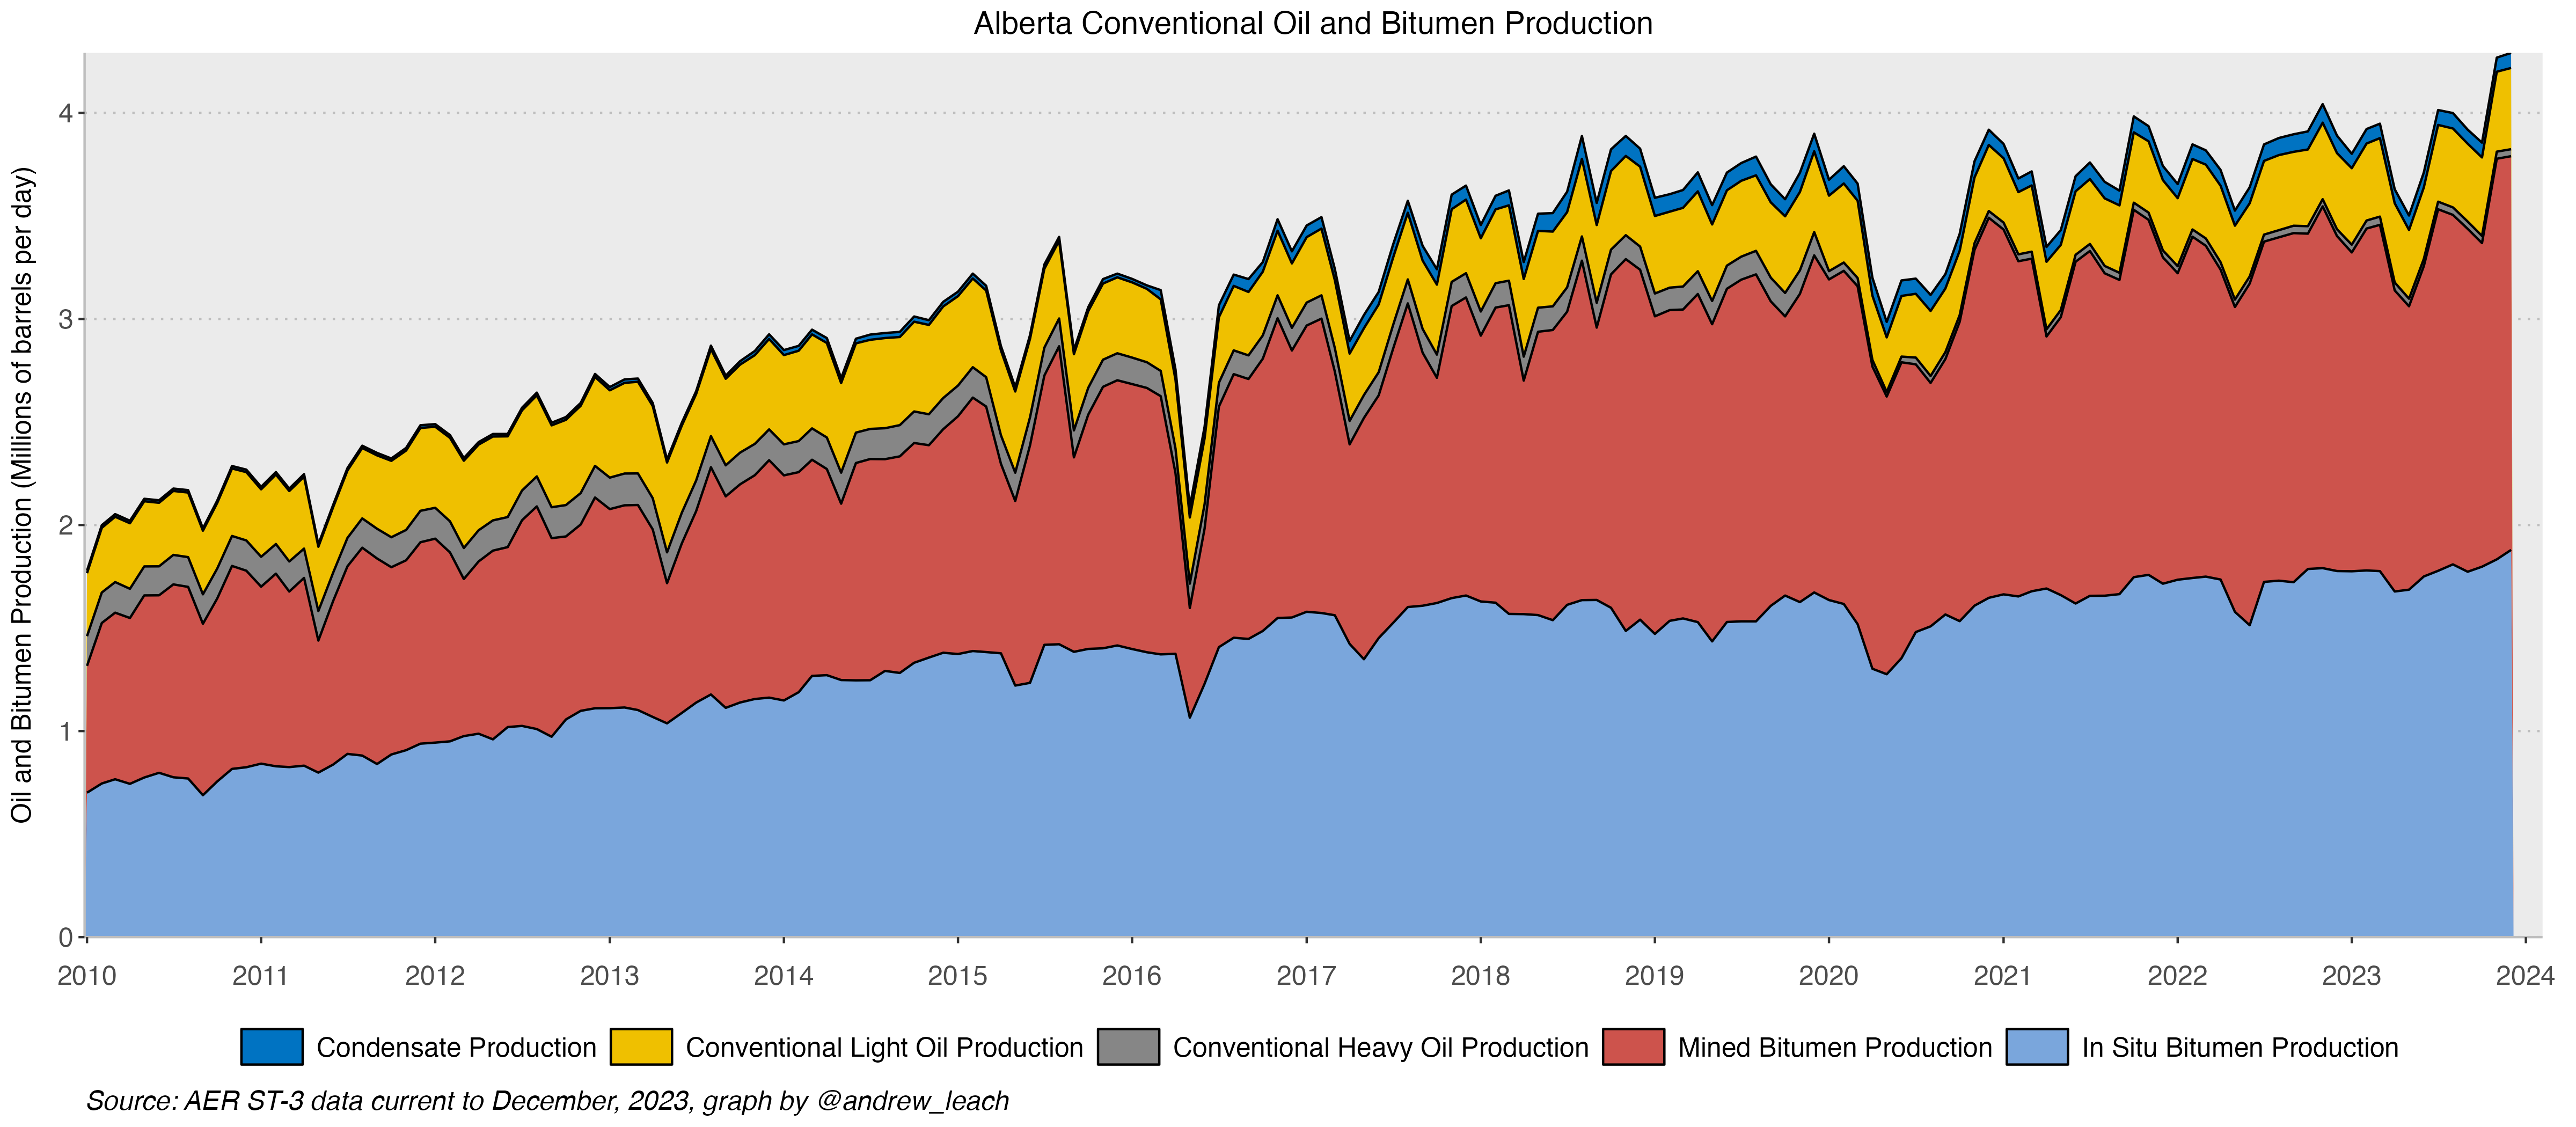 Alberta Conventional Oil and Bitumen Production
Oil and Bitumen Production (Millions of barrels per day)
4
3
2
1
0
2010 2011 2012 2013 2014 2015 2016 2017 2018 2019 2020 2021 2022 2023 2024
Condensate Production Conventional Light Oil Production Conventional Heavy Oil Production Mined Bitumen Production In Situ Bitumen Production
Source: AER ST-3 data current to December, 2023, graph by @andrew_leach